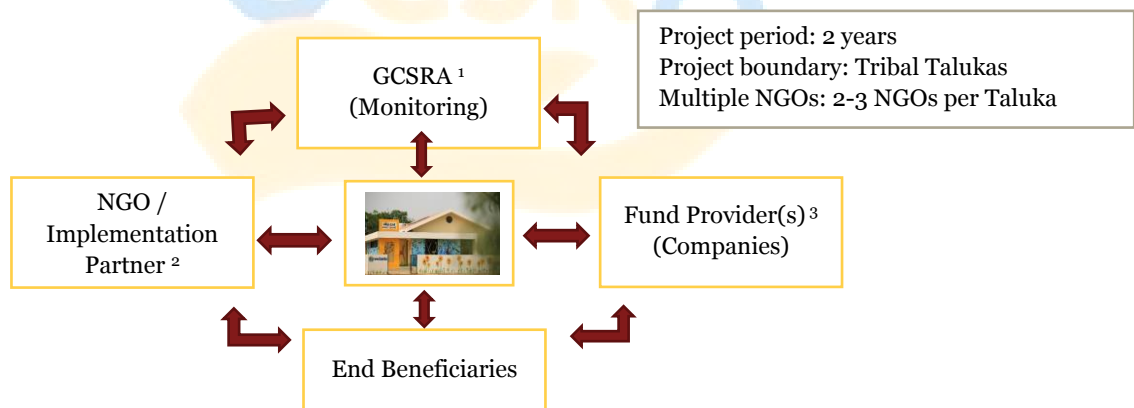 Project period: 2 years
Project boundary: Tribal Talukas
Multiple NGOs: 2-3 NGOs per Taluka
GCSRA ¹
(Monitoring)
NGO /
Implementation
Partner ²
Fund Provider(s) ³
(Companies)
End Beneficiaries